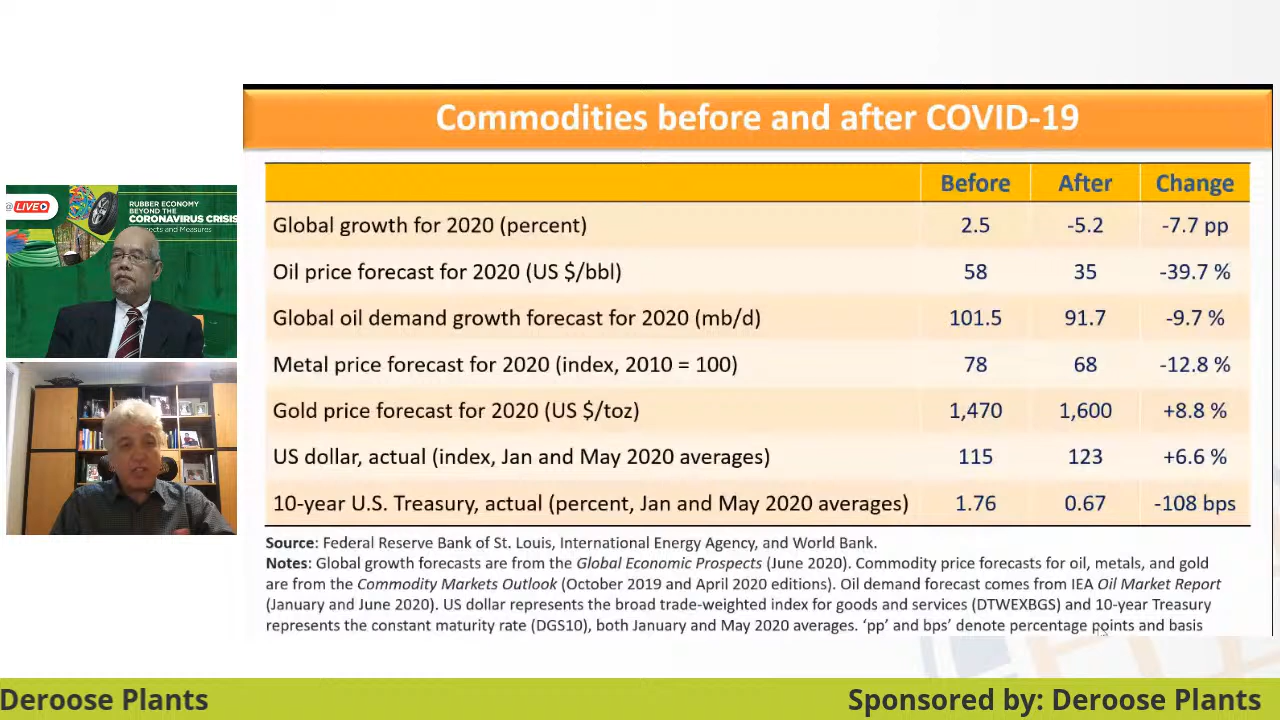 Commodities before and after COVID-19
Before After Change
Global growth for 2020 (percent) 2.5 -5.2 -7.7 pp
Oil price forecast for 2020 (US $/bbl) 58 35 -39.7 %
Global oil demand growth forecast for 2020 (mb/d) 101.5 91.7 -9.7 %
Metal price forecast for 2020 (index, 2010 = 100) 78 68 -12.8 %
Gold price forecast for 2020 (US $/toz) 1,470 1,600 +8.8 %
US dollar, actual (index, Jan and May 2020 averages) 115 123 +6.6 %
10-year U.S. Treasury, actual (percent, Jan and May 2020 averages) 1.76 0.67 -108 bps
Source: Federal Reserve Bank of St. Louis, International Energy Agency, and World Bank.
Notes: Global growth forecasts are from the Global Economic Prospects (June 2020). Commodity price forecasts for oil, metals, and gold
are from the Commodity Markets Outlook (October 2019 and April 2020 editions). Oil demand forecast comes from IEA Oil Market Report
(January and June 2020). US dollar represents the broad trade-weighted index for goods and services (DTWEXBGS) and 10-year Treasury
represents the constant maturity rate (DGS10), both January and May 2020 averages. 'pp' and bps' denote percentage points and basis
@ LIVE
RUBBER ECONOMY
BEYOND THE
CORONAVIRUS CRISIS
and Measures
Deroose Plants
Sponsored by: Deroose Plants